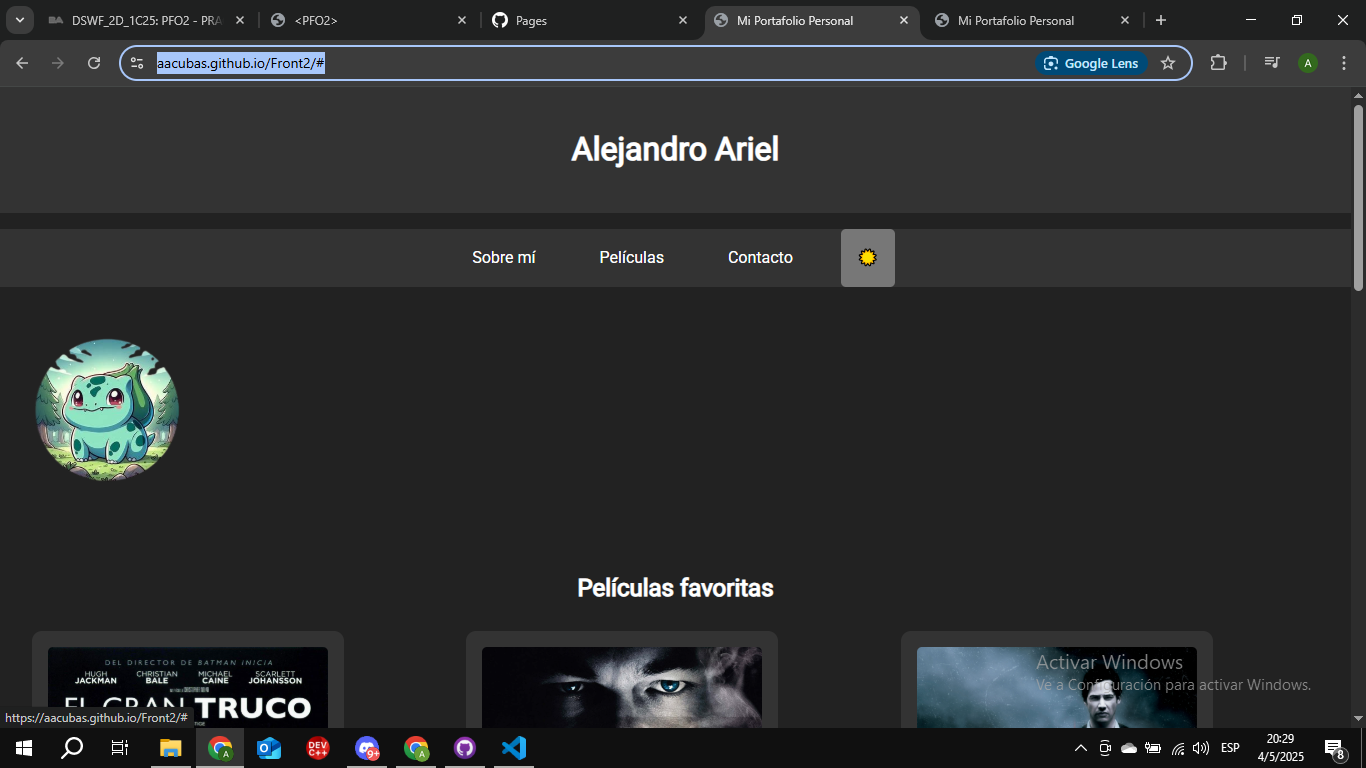 DSWF_2D_1C25: PFO2 - PRA
<PFO2>
Pages
Mi Portafolio Personal
Mi Portafolio Personal
aacubas.github.io/Front2/#
Google Lens
A
Alejandro Ariel
Sobre mí
Películas
Contacto
Películas favoritas
DEL DIRECTOR DE BATMAN INICIA
HUGH JACKMAN
CHRISTIAN BALE
MICHAEL CAINE
SCARLETT JOHANSSON
EL GRAN TRUCO
Activar Windows
Ve a Configuración para activar Windows.
https://aacubas.github.io/Front2/#
DEV C++
9+
ESP
20:29
4/5/2025
8